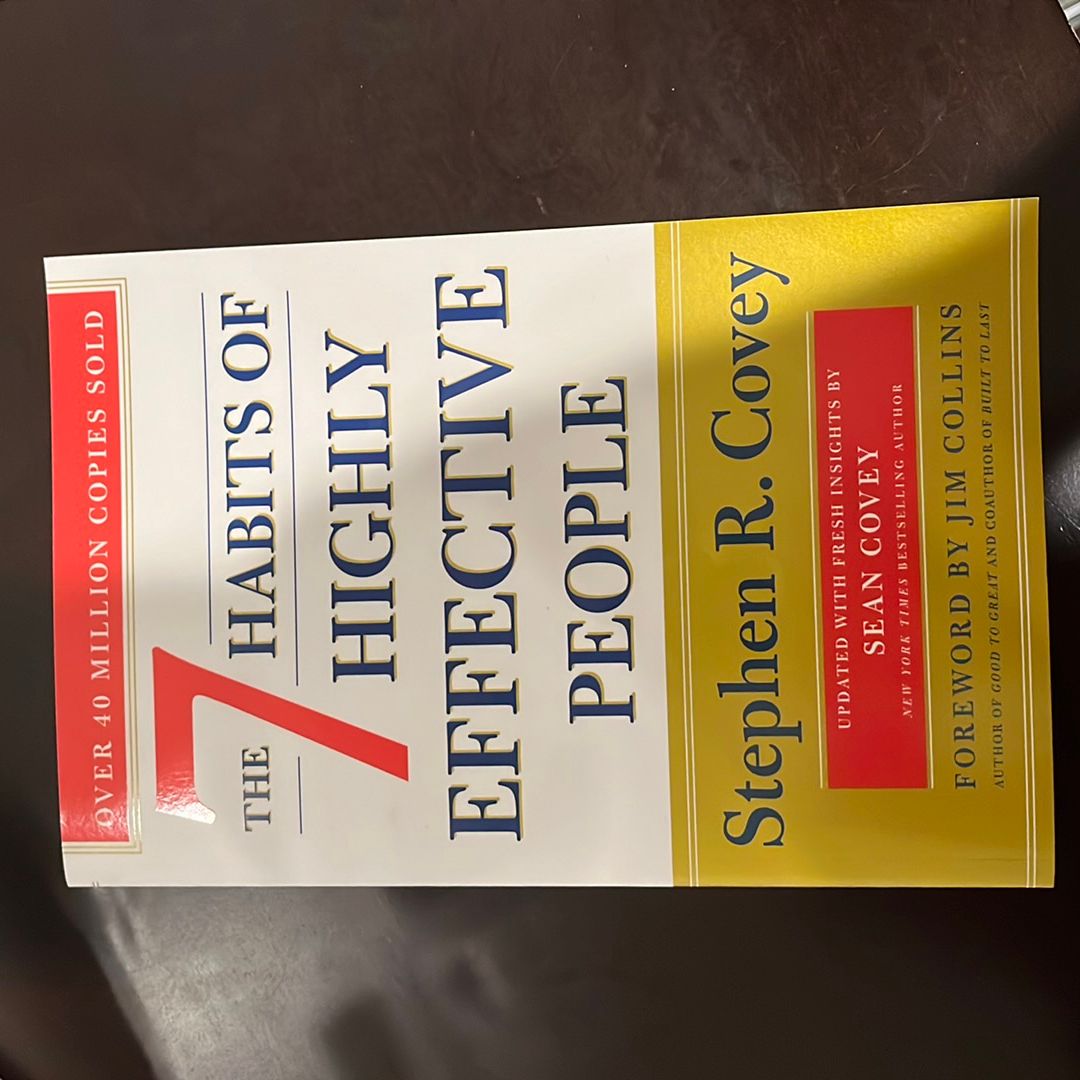 OVER 40 MILLION COPIES SOLD
THE 7 HABITS OF
HIGHLY
EFFECTIVE
PEOPLE
Stephen R. Covey
UPDATED WITH FRESH INSIGHTS BY
SEAN COVEY
NEW YORK TIMES BESTSELLING AUTHOR
FOREWORD BY JIM COLLINS
AUTHOR OF GOOD TO GREAT AND COAUTHOR OF BUILT TO LAST